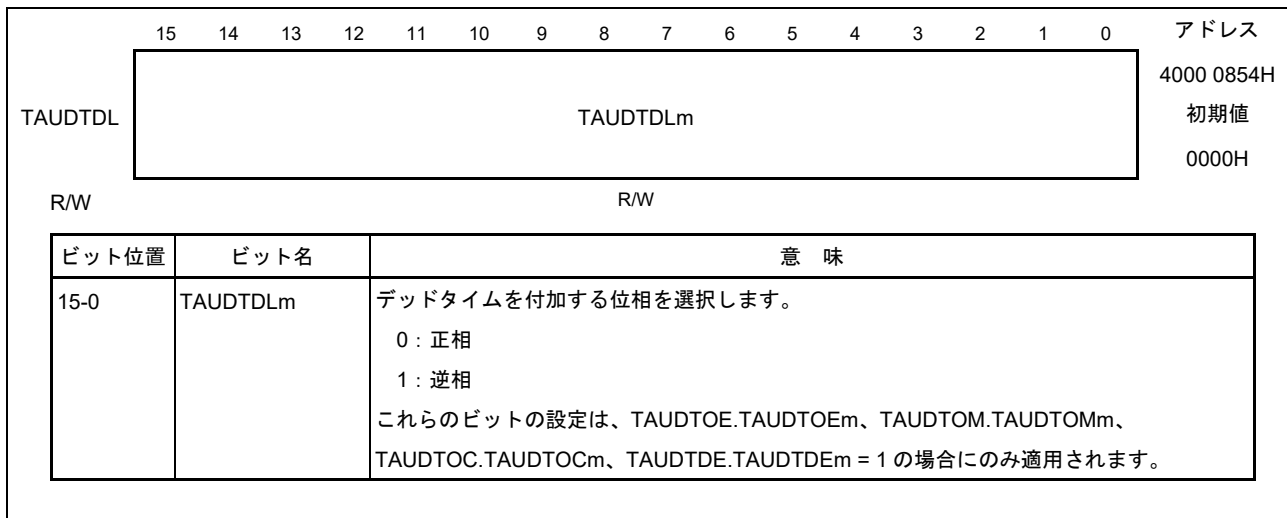 15 14 13 12 11 10 9 8 7 6 5 4 3 2 1 0 アドレス
4000 0854H
TAUDTDL TAUDTDLm 初期値
0000H
R/W R/W
ビット位置 ビット名 意 味
15-0 TAUDTDLm デッドタイムを付加する位相を選択します。
0：正相
1：逆相
これらのビットの設定は、TAUDTOE.TAUDTOEm、TAUDTOM.TAUDTOMm、
TAUDTOC.TAUDTOCm、TAUDTDE.TAUDTDEm = 1 の場合にのみ適用されます。